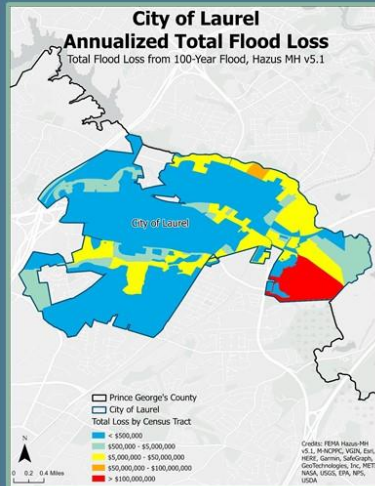 City of Laurel
Annualized Total Flood Loss
Total Flood Loss from 100-Year Flood, Hazus MH v5.1
City of Laurel
Prince George's County
City of Laurel
Total Loss by Census Tract
< $500,000
$500,000 - $5,000,000
$5,000,000 - $50,000,000
$50,000,000 - $100,000,000
> $100,000,000
N
0 0.2 0.4 Miles
Credits: FEMA Hazus-MH
v5.1, M-NCPPC, VGIN, Esri,
HERE, Garmin, SafeGraph,
GeoTechnologies, Inc, METI
NASA, USGS, EPA, NPS,
USDA